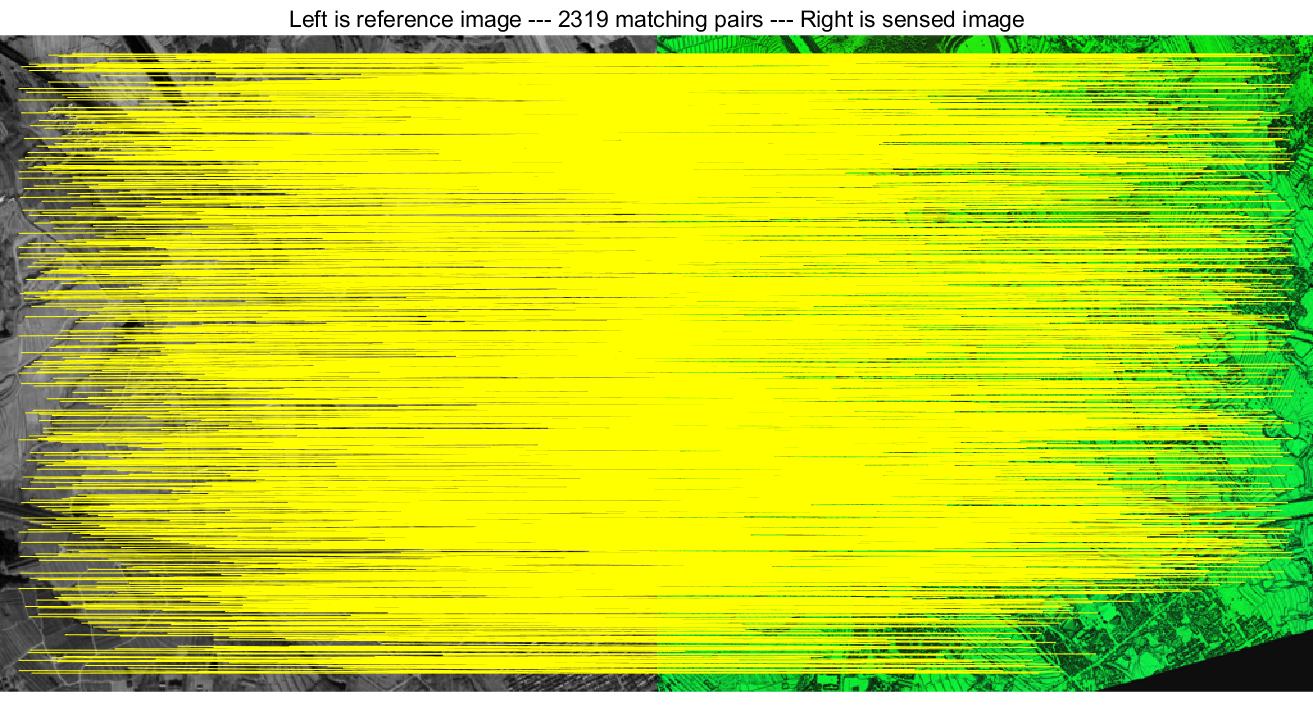 Left is reference image --- 2319 matching pairs --- Right is sensed image